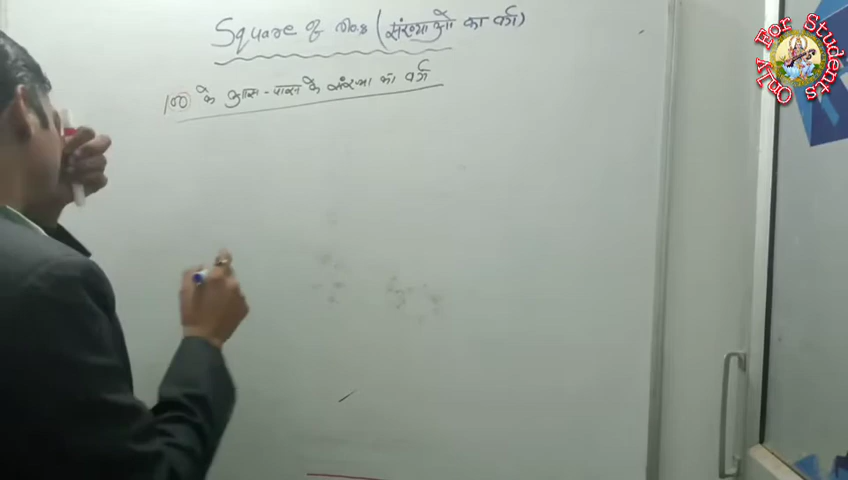 Square of Nos (संख्याओ का वर्ग)
100 के आस-पास के संख्या का वर्ग
For Students
Only